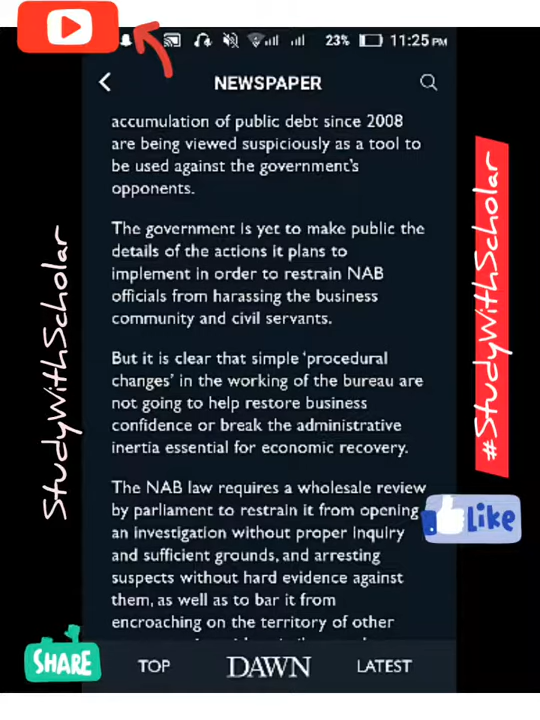 23% 11:25 PM
NEWSPAPER
accumulation of public debt since 2008
are being viewed suspiciously as a tool to
be used against the government's
opponents.
The government is yet to make public the
details of the actions it plans to
implement in order to restrain NAB
officials from harassing the business
community and civil servants.
But it is clear that simple 'procedural
changes' in the working of the bureau are
not going to help restore business
confidence or break the administrative
inertia essential for economic recovery.
The NAB law requires a wholesale review
by parliament to restrain it from opening
an investigation without proper inquiry
and sufficient grounds, and arresting
suspects without hard evidence against
them, as well as to bar it from
encroaching on the territory of other
TOP DAWN LATEST
StudyWithScholar
#StudyWithScholar
Like
SHARE